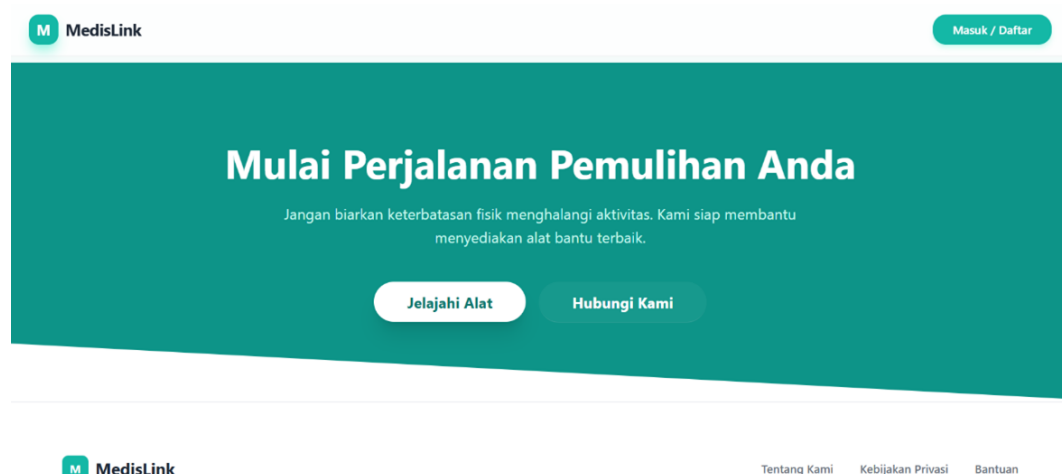 M MedisLink
Masuk / Daftar
Mulai Perjalanan Pemulihan Anda
Jangan biarkan keterbatasan fisik menghalangi aktivitas. Kami siap membantu
menyediakan alat bantu terbaik.
Jelajahi Alat
Hubungi Kami
M MedisLink
Tentang Kami
Kebijakan Privasi
Bantuan